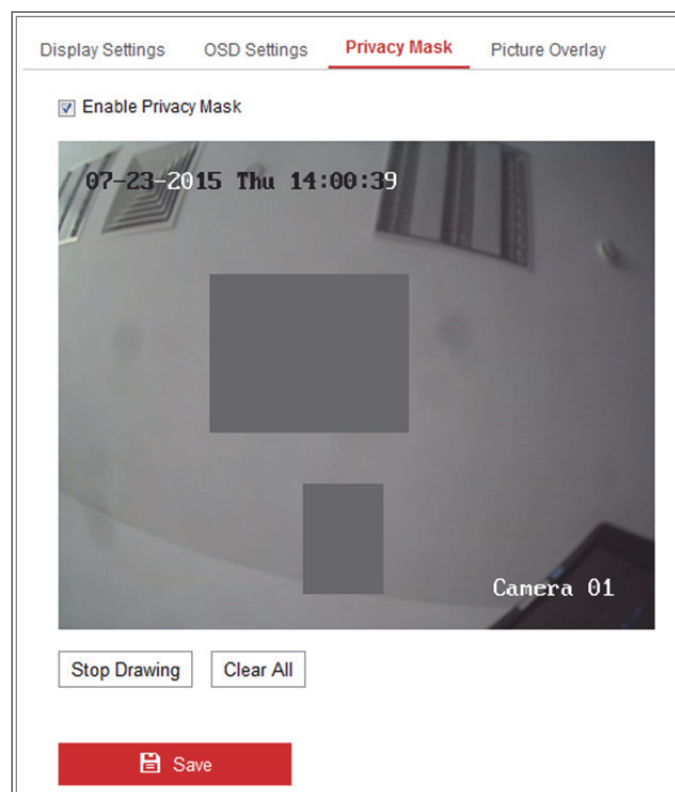 Display Settings OSD Settings Privacy Mask Picture Overlay
Enable Privacy Mask
07-23-2015 Thu 14:00:39
Camera 01
Stop Drawing Clear All
Save